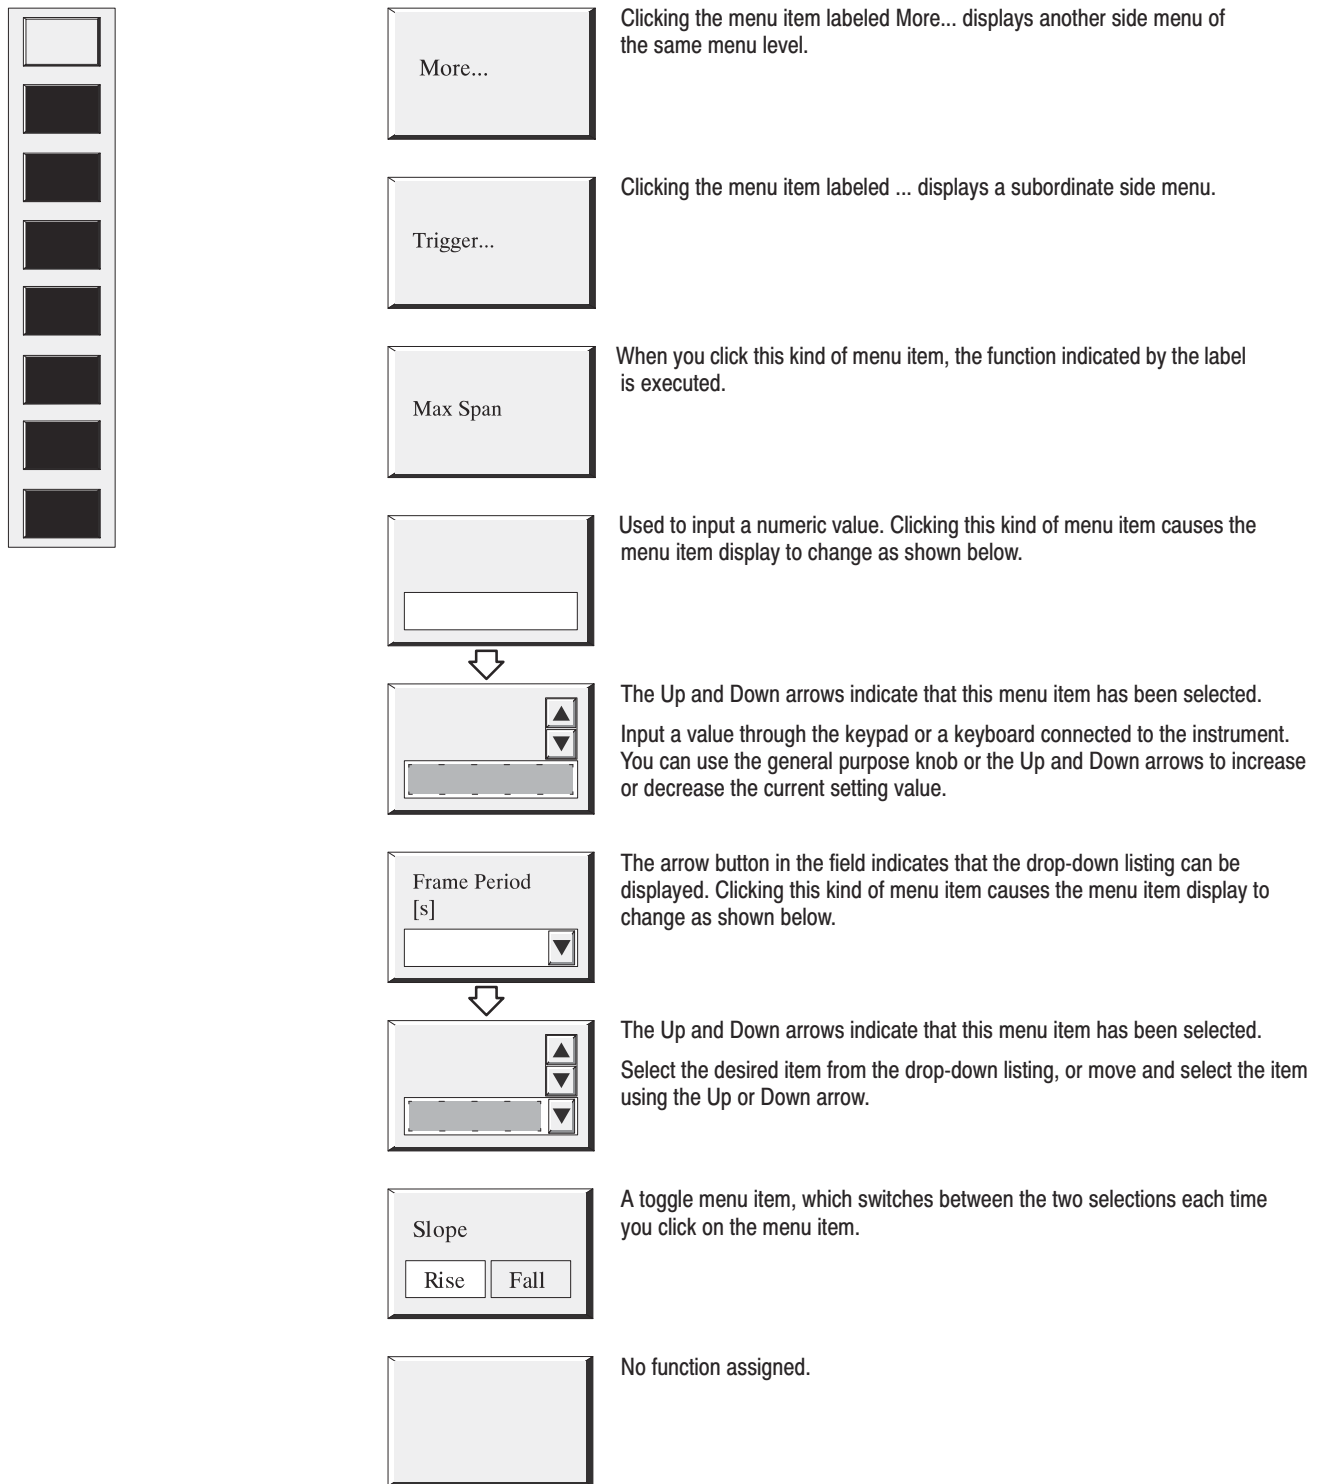 More...
Clicking the menu item labeled More... displays another side menu of
the same menu level.
Trigger...
Clicking the menu item labeled ... displays a subordinate side menu.
Max Span
When you click this kind of menu item, the function indicated by the label
is executed.
Used to input a numeric value. Clicking this kind of menu item causes the
menu item display to change as shown below.
The Up and Down arrows indicate that this menu item has been selected.
Input a value through the keypad or a keyboard connected to the instrument.
You can use the general purpose knob or the Up and Down arrows to increase
or decrease the current setting value.
Frame Period
[s]
The arrow button in the field indicates that the drop-down listing can be
displayed. Clicking this kind of menu item causes the menu item display to
change as shown below.
The Up and Down arrows indicate that this menu item has been selected.
Select the desired item from the drop-down listing, or move and select the item
using the Up or Down arrow.
Slope
Rise Fall
A toggle menu item, which switches between the two selections each time
you click on the menu item.
No function assigned.